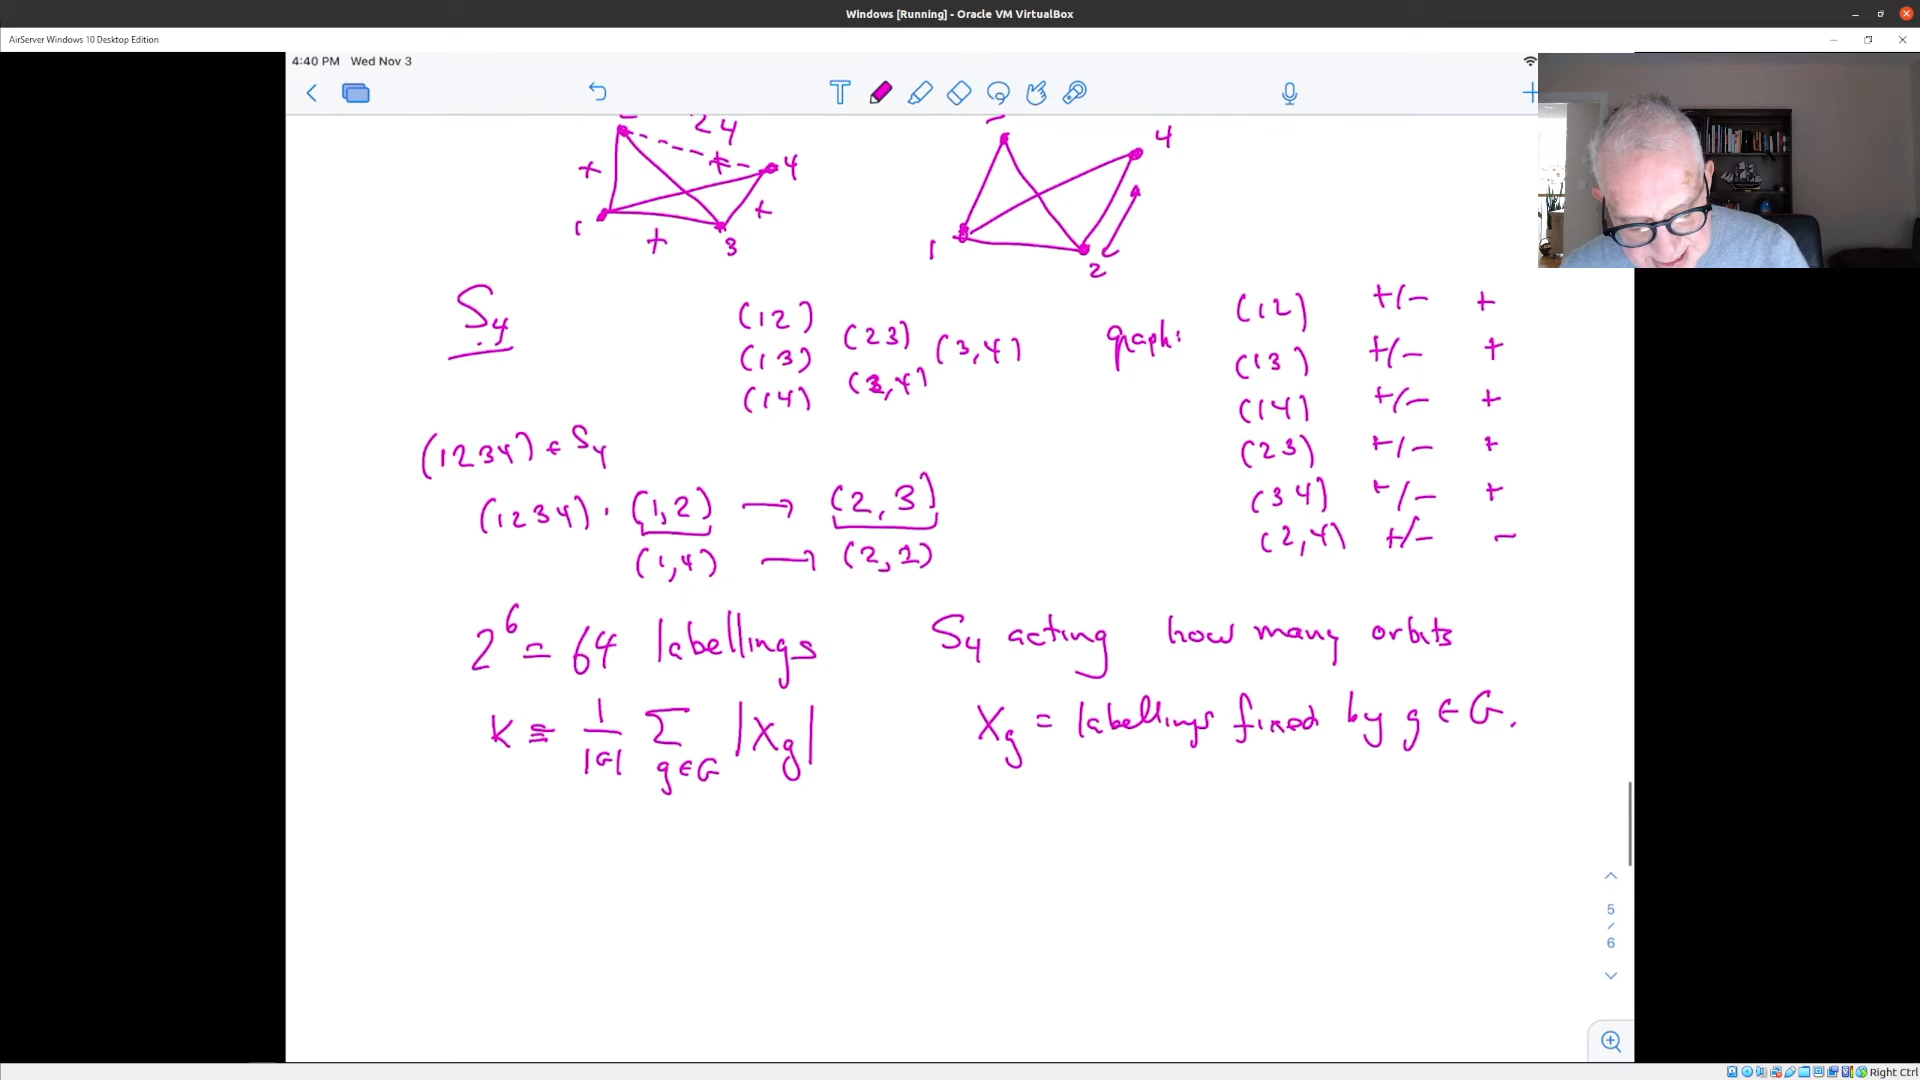 Windows [Running] - Oracle VM VirtualBox
AirServer Windows 10 Desktop Edition
4:40 PM Wed Nov 3
24
+ + 4
1 + 3 +
4
1 2
S4
(12) (23) (3,4)
(13) (3,4)
(14)
graph:
(12) +/- +
(13) +/- +
(14) +/- +
(23) +/- +
(34) +/- +
(2,4) +/- -
(1234) ∈ S4
(1234) · (1,2) → (2,3)
(1,4) → (2,2)
2^6 = 64 labellings
S4 acting how many orbits
K = 1/|G| Σ g∈G |Xg|
Xg = labellings fixed by g ∈ G.
5
/
6
Right Ctrl